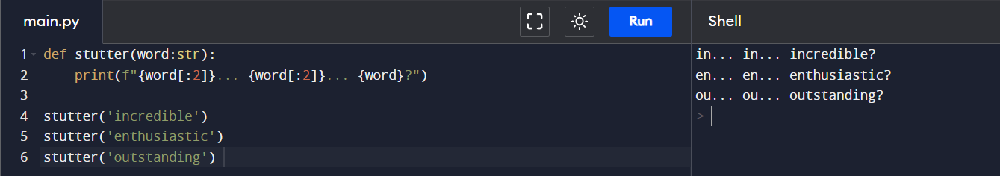 main.py Run Shell
1 def stutter(word:str):
2     print(f"{word[:2]}... {word[:2]}... {word}?")
3
4 stutter('incredible')
5 stutter('enthusiastic')
6 stutter('outstanding')
in... in... incredible?
en... en... enthusiastic?
ou... ou... outstanding?
>